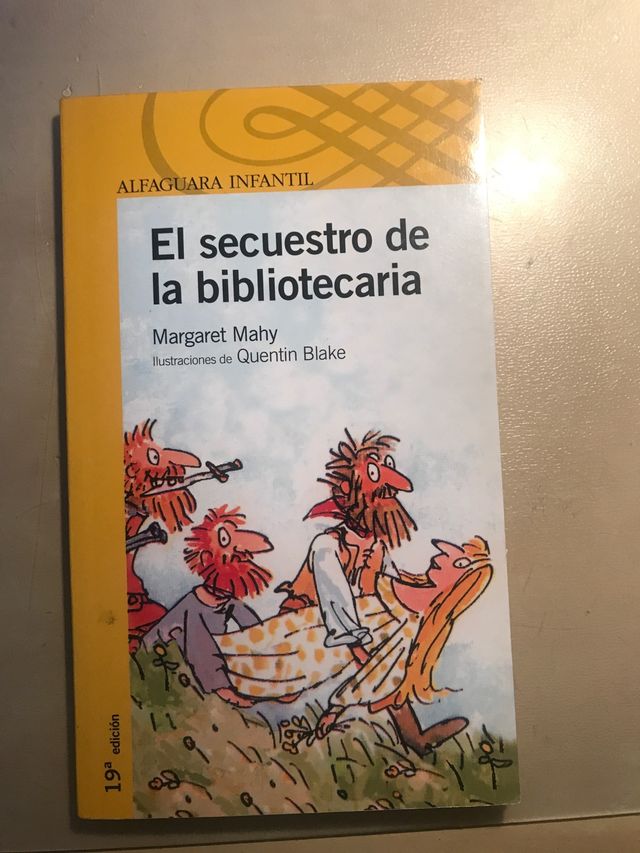 ALFAGUARA INFANTIL
El secuestro de
la bibliotecaria
Margaret Mahy
Ilustraciones de Quentin Blake
19ª edición